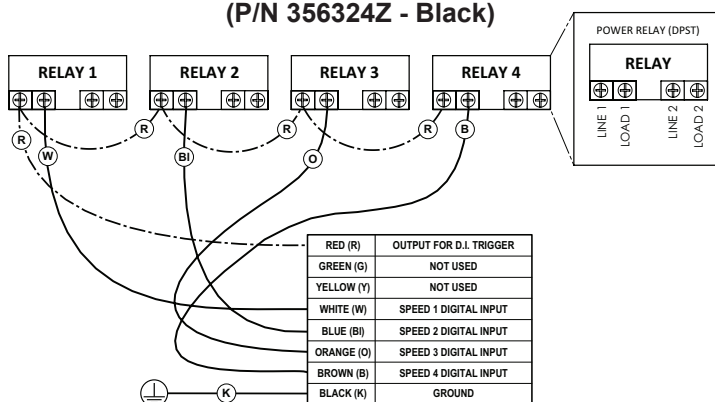 (P/N 356324Z - Black)
POWER RELAY (DPST)
RELAY
LINE 1
LOAD 1
LINE 2
LOAD 2
RELAY 1
RELAY 2
RELAY 3
RELAY 4
R
R
R
R
B
W
Bl
O
RED (R) OUTPUT FOR D.I. TRIGGER
GREEN (G) NOT USED
YELLOW (Y) NOT USED
WHITE (W) SPEED 1 DIGITAL INPUT
BLUE (Bl) SPEED 2 DIGITAL INPUT
ORANGE (O) SPEED 3 DIGITAL INPUT
BROWN (B) SPEED 4 DIGITAL INPUT
K
BLACK (K) GROUND